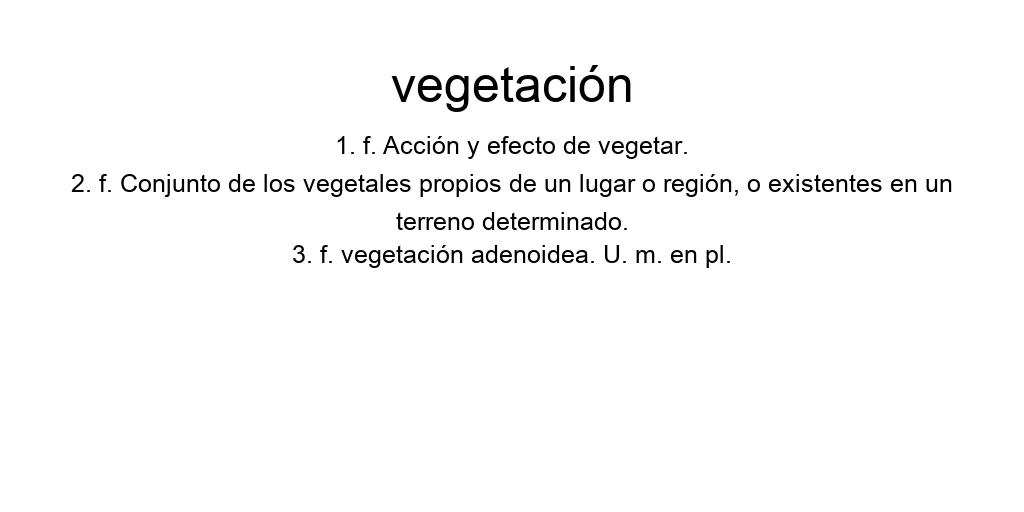 vegetación
1. f. Acción y efecto de vegetar.
2. f. Conjunto de los vegetales propios de un lugar o región, o existentes en un
terreno determinado.
3. f. vegetación adenoidea. U. m. en pl.